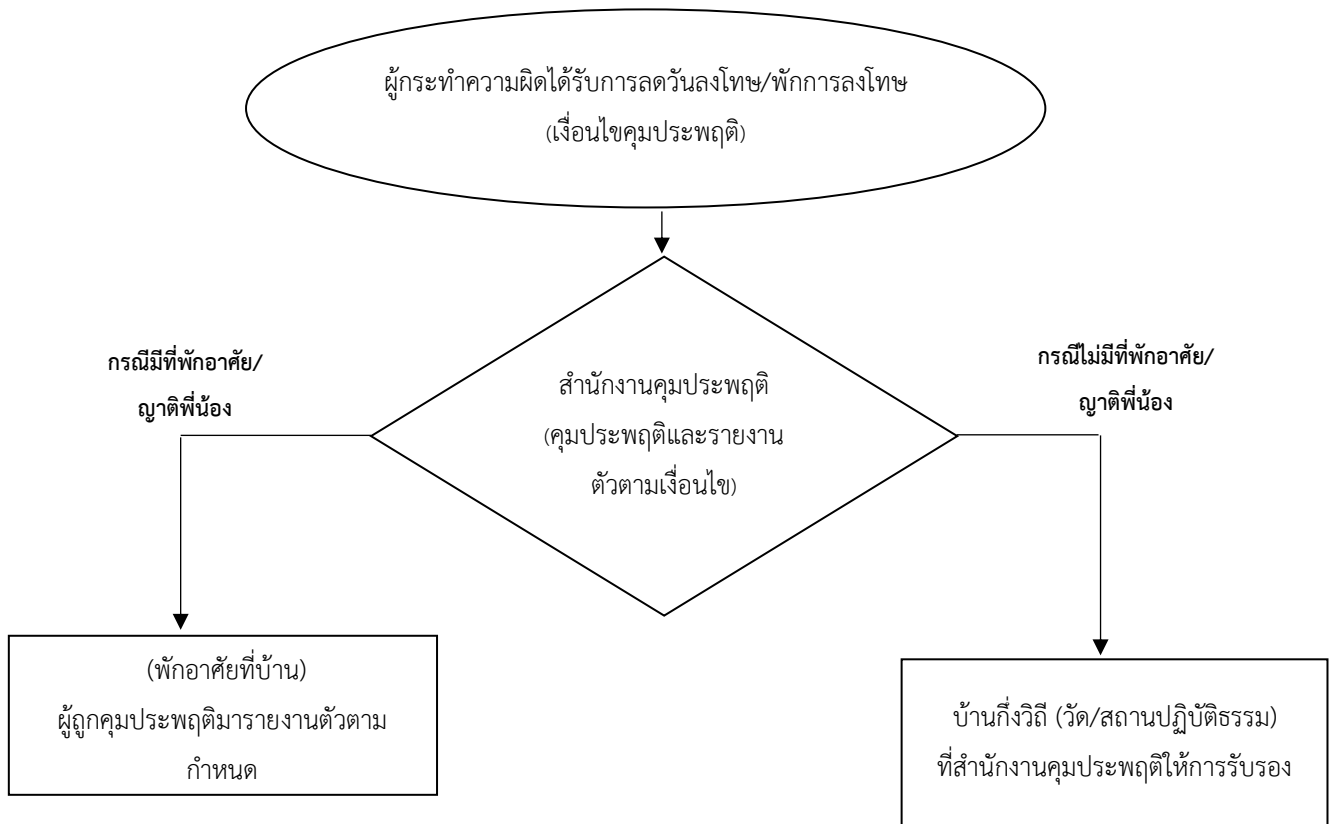 ผู้กระทำความผิดได้รับการลดวันลงโทษ/พักการลงโทษ
(เงื่อนไขคุมประพฤติ)
กรณีมีที่พักอาศัย/
ญาติพี่น้อง
กรณีไม่มีที่พักอาศัย/
ญาติพี่น้อง
สำนักงานคุมประพฤติ
(คุมประพฤติและรายงาน
ตัวตามเงื่อนไข)
(พักอาศัยที่บ้าน)
ผู้ถูกคุมประพฤติมารายงานตัวตาม
กำหนด
บ้านกึ่งวิถี (วัด/สถานปฏิบัติธรรม)
ที่สำนักงานคุมประพฤติให้การรับรอง